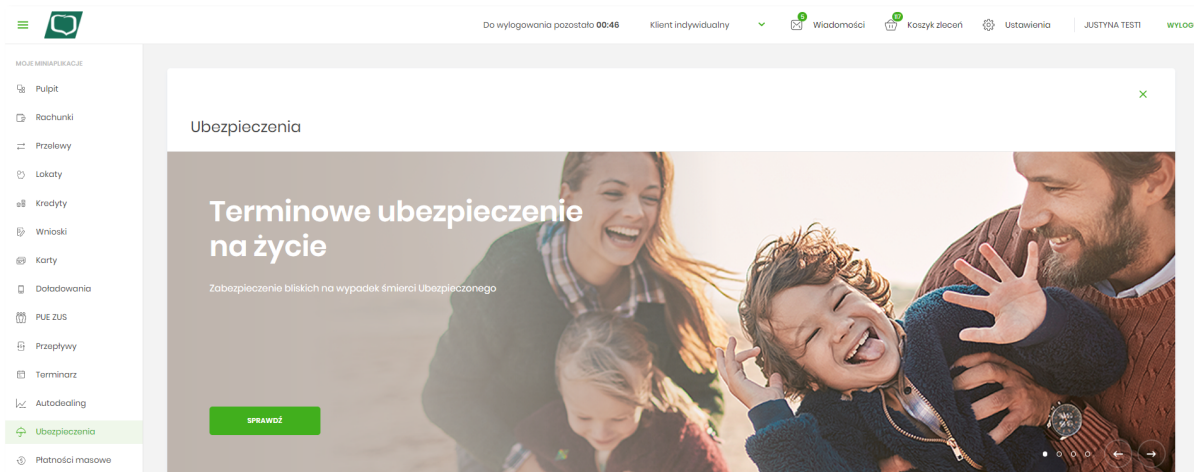 Do wylogowania pozostało 00:46 Klient indywidualny 5 Wiadomości 67 Koszyk zleceń Ustawienia JUSTYNA TEST1 WYLOG
MOJE MINIAPLIKACJE
Pulpit
Rachunki
Przelewy
Lokaty
Kredyty
Wnioski
Karty
Doładowania
PUE ZUS
Przepływy
Terminarz
Autodealing
Ubezpieczenia
Płatności masowe
Ubezpieczenia
Terminowe ubezpieczenie
na życie
Zabezpieczenie bliskich na wypadek śmierci Ubezpieczonego
SPRAWDŹ